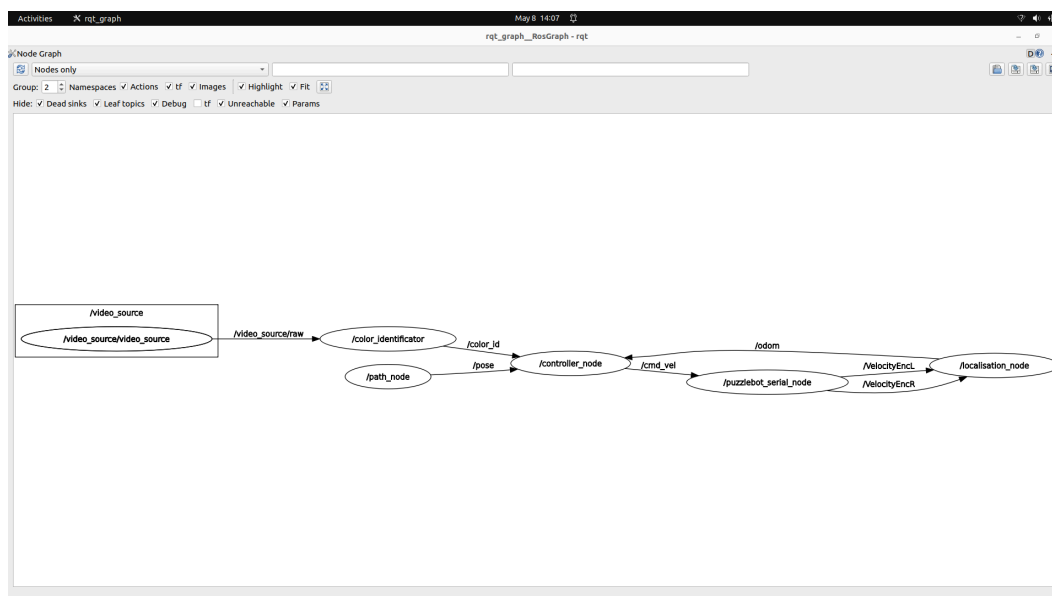 Activities rqt_graph May 8 14:07
rqt_graph__RosGraph - rqt
Node Graph D
Nodes only
Group: 2 Namespaces Actions tf Images Highlight Fit
Hide: Dead sinks Leaf topics Debug tf Unreachable Params
/video_source
/video_source/video_source
/video_source/raw
/color_identificator
/color_id
/path_node
/pose
/controller_node
/odom
/cmd_vel
/puzzlebot_serial_node
/VelocityEncL
/VelocityEncR
/localisation_node